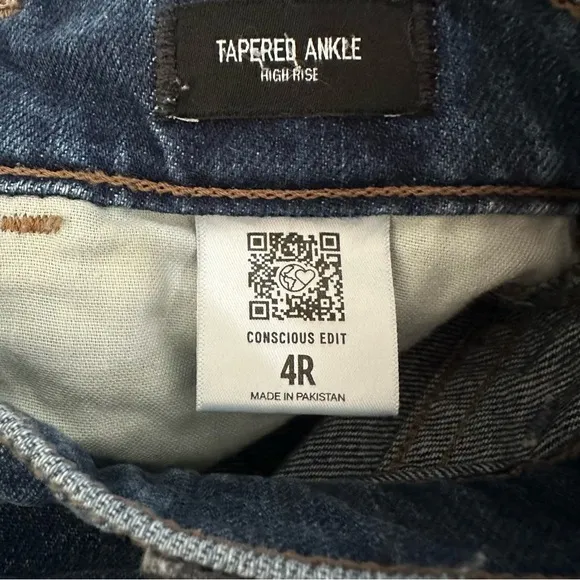 TAPERED ANKLE
HIGH RISE
CONSCIOUS EDIT
4R
MADE IN PAKISTAN